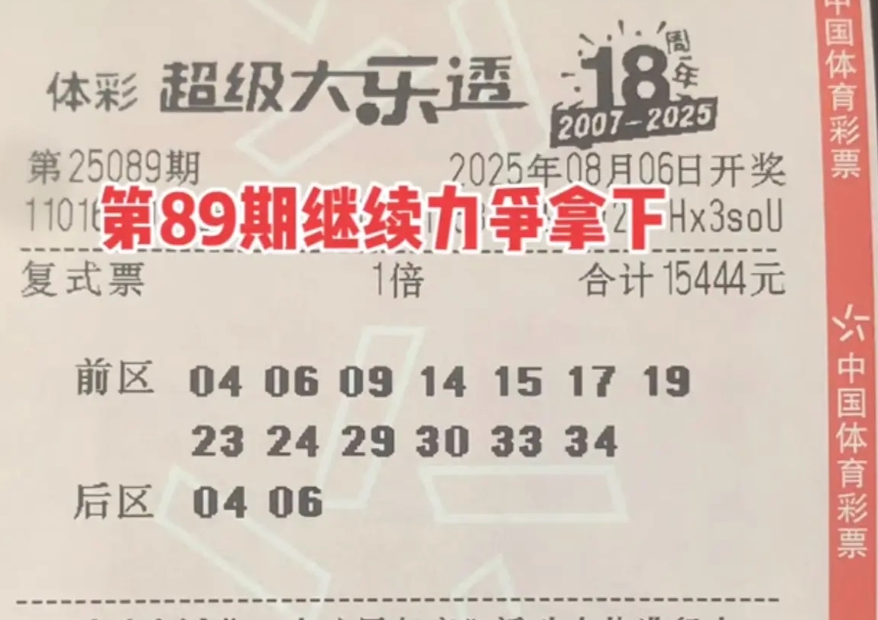 体彩 超级大乐透 18周年
2007-2025
第25089期 2025年08月06日开奖
1101 Hx3soU
第89期继续力争拿下
复式票 1倍 合计15444元
前区 04 06 09 14 15 17 19
23 24 29 30 33 34
后区 04 06
中国体育彩票
中国体育彩票